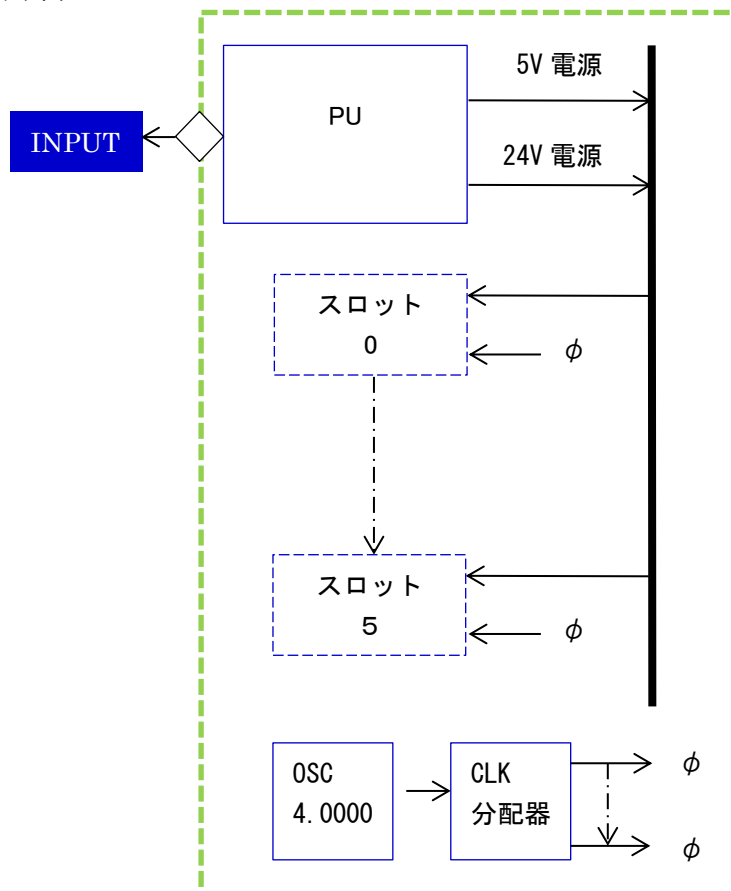 5V 電源
PU
INPUT
24V 電源
スロット
0
φ
スロット
5
φ
OSC
4.0000
CLK
分配器
φ
φ